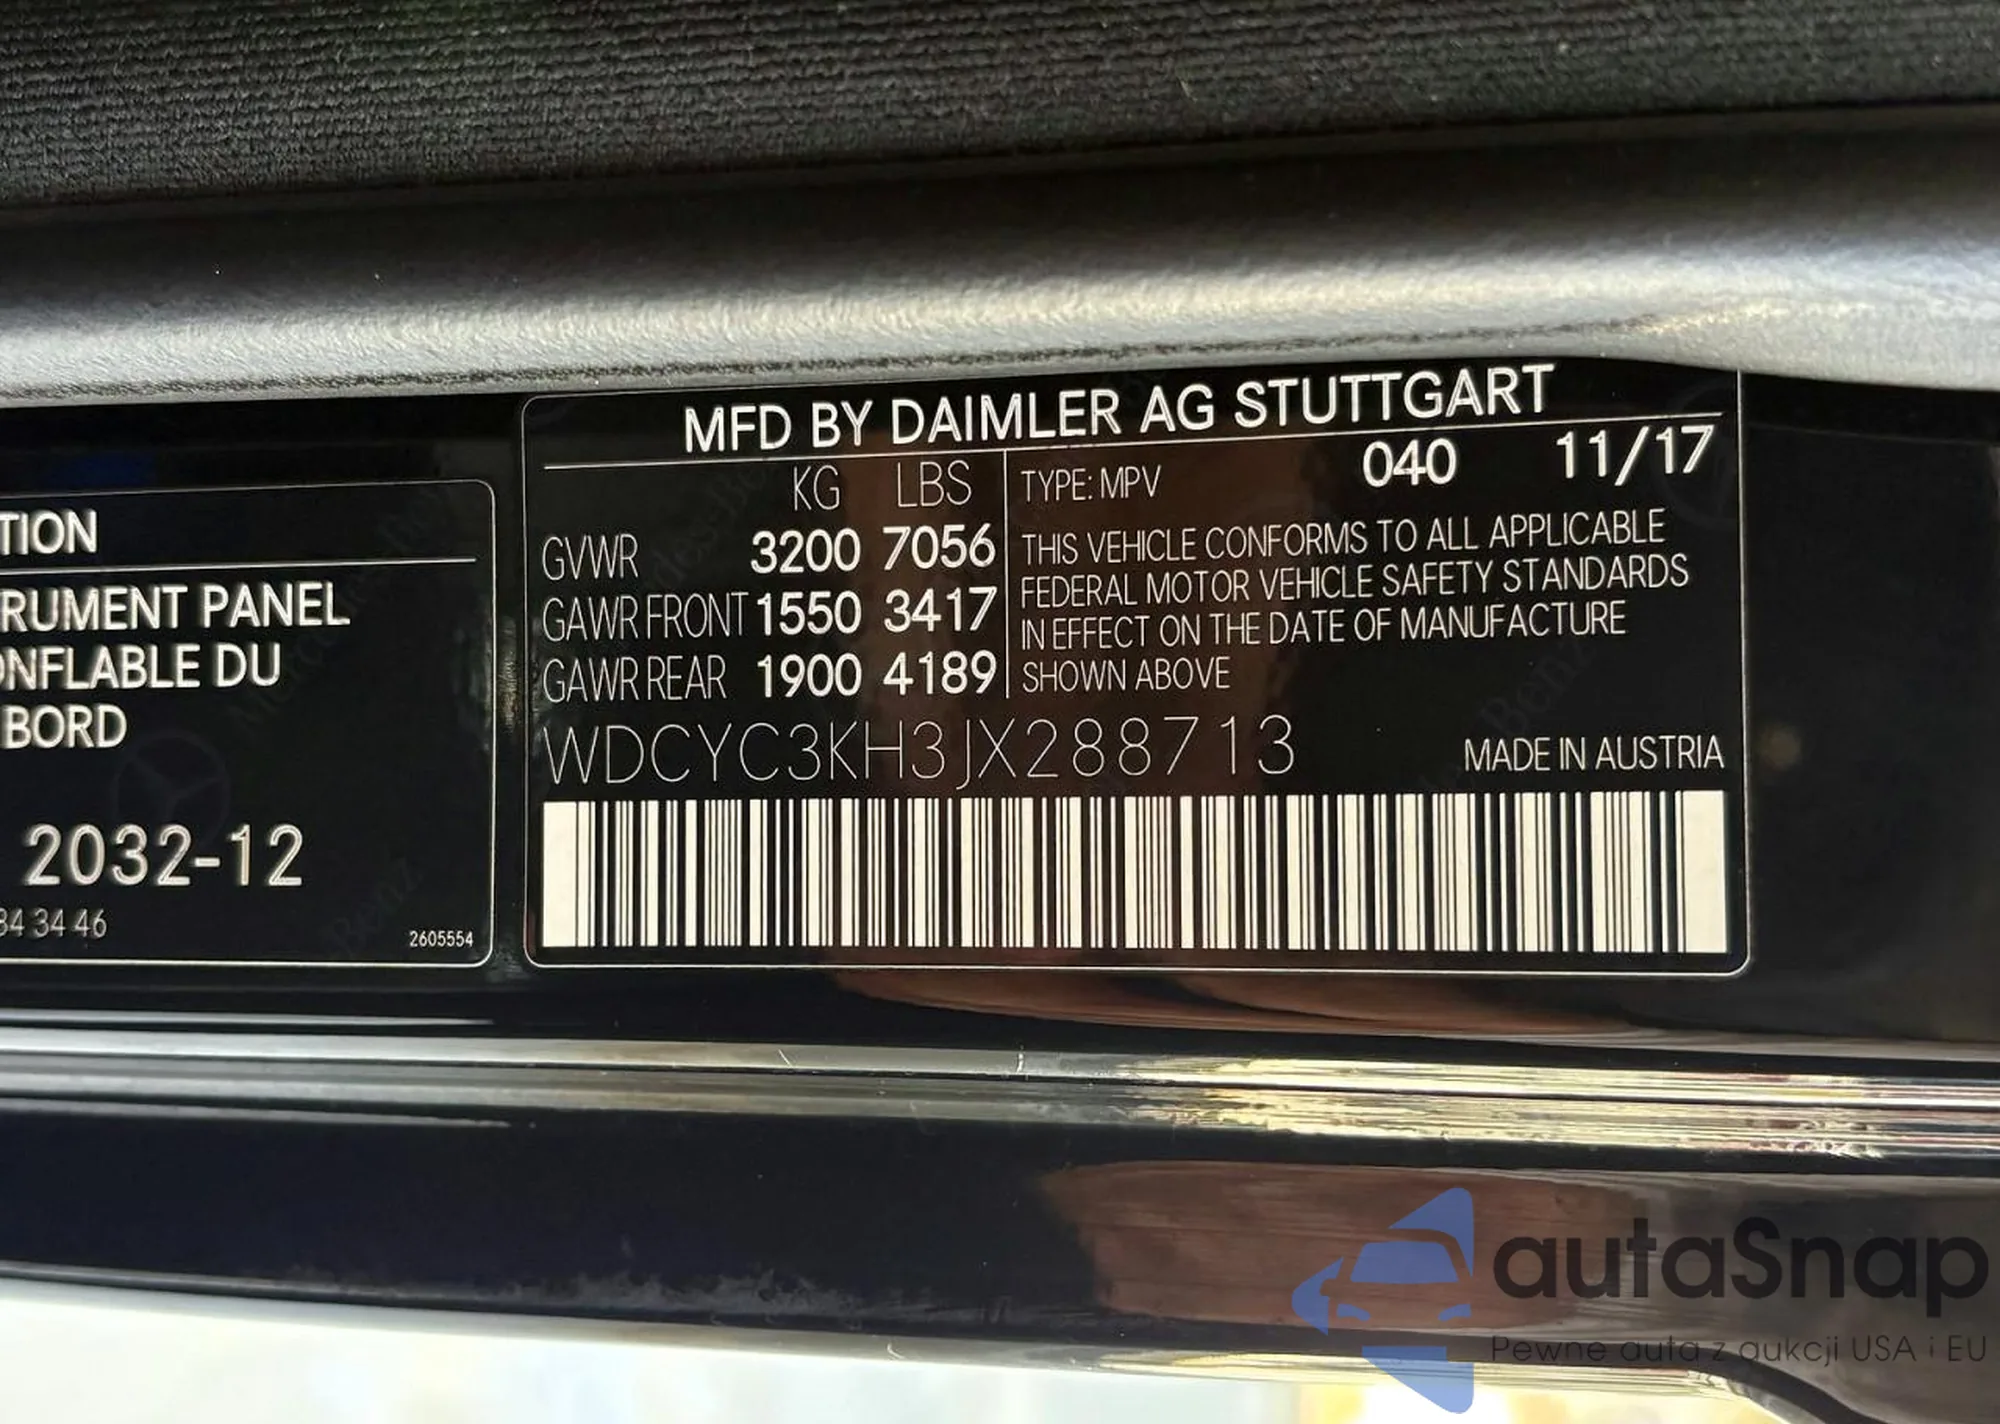 TION
RUMENT PANEL
ONFLABLE DU
BORD
2032-12
84 34 46
2605554
MFD BY DAIMLER AG STUTTGART
KG LBS
GVWR 3200 7056
GAWR FRONT 1550 3417
GAWR REAR 1900 4189
TYPE: MPV 040 11/17
THIS VEHICLE CONFORMS TO ALL APPLICABLE
FEDERAL MOTOR VEHICLE SAFETY STANDARDS
IN EFFECT ON THE DATE OF MANUFACTURE
SHOWN ABOVE
WDCYC3KH3JX288713
MADE IN AUSTRIA
autaSnap
Pewne auta z aukcji USA i EU